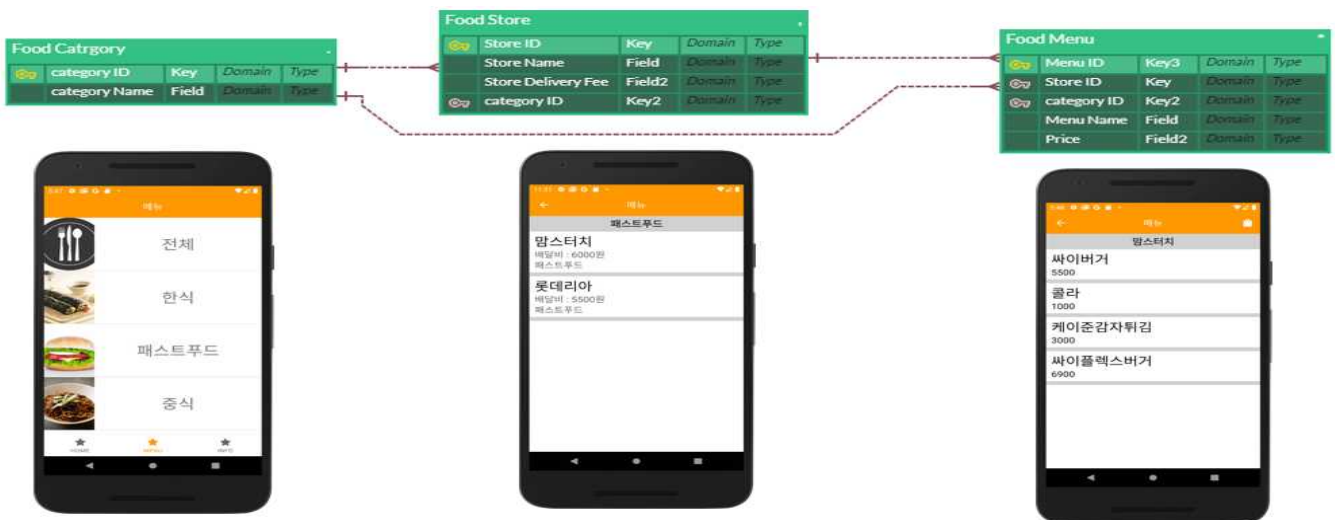 Food Catrgory
category ID Key Domain Type
category Name Field Domain Type
Food Store
Store ID Key Domain Type
Store Name Field Domain Type
Store Delivery Fee Field2 Domain Type
category ID Key2 Domain Type
Food Menu
Menu ID Key3 Domain Type
Store ID Key Domain Type
category ID Key2 Domain Type
Menu Name Field Domain Type
Price Field2 Domain Type
메뉴
전체
한식
패스트푸드
중식
HOME MENU INFO
메뉴
패스트푸드
맘스터치
배달비 : 6000원
패스트푸드
롯데리아
배달비 : 5500원
패스트푸드
메뉴
맘스터치
싸이버거
5500
콜라
1000
케이준감자튀김
3000
싸이플렉스버거
6900